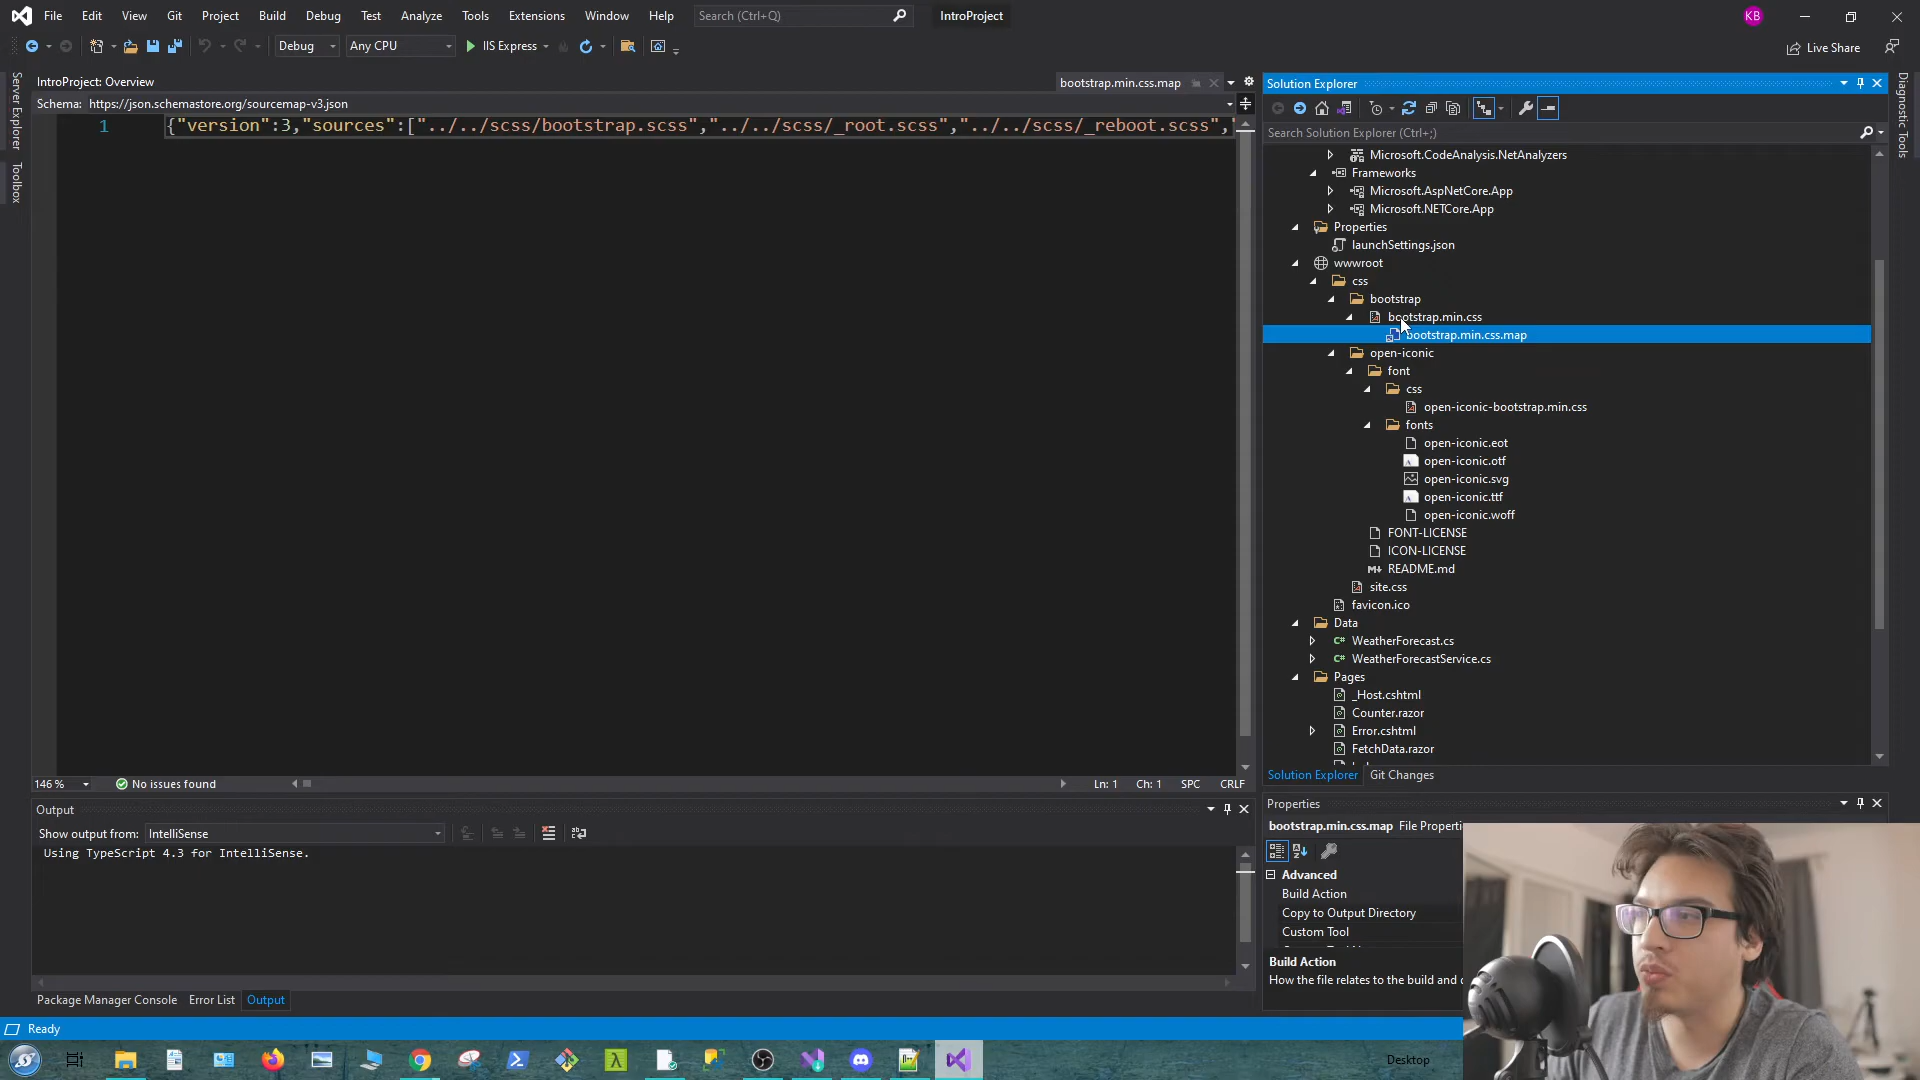 File Edit View Git Project Build Debug Test Analyze Tools Extensions Window Help Search (Ctrl+Q) IntroProject KB
Debug Any CPU IIS Express Live Share
Server Explorer
Toolbox
IntroProject: Overview bootstrap.min.css.map
Schema: https://json.schemastore.org/sourcemap-v3.json
1 {"version":3,"sources":["../../scss/bootstrap.scss","../../scss/_root.scss","../../scss/_reboot.scss",
146 % No issues found Ln: 1 Ch: 1 SPC CRLF
Output
Show output from: IntelliSense
Using TypeScript 4.3 for IntelliSense.
Package Manager Console Error List Output
Solution Explorer
Search Solution Explorer (Ctrl+;)
Microsoft.CodeAnalysis.NetAnalyzers
Frameworks
Microsoft.AspNetCore.App
Microsoft.NETCore.App
Properties
launchSettings.json
wwwroot
css
bootstrap
bootstrap.min.css
bootstrap.min.css.map
open-iconic
font
css
open-iconic-bootstrap.min.css
fonts
open-iconic.eot
open-iconic.otf
open-iconic.svg
open-iconic.ttf
open-iconic.woff
FONT-LICENSE
ICON-LICENSE
README.md
site.css
favicon.ico
Data
C# WeatherForecast.cs
C# WeatherForecastService.cs
Pages
_Host.cshtml
Counter.razor
Error.cshtml
FetchData.razor
Solution Explorer Git Changes
Diagnostic Tools
Properties
bootstrap.min.css.map File Properti
Advanced
Build Action
Copy to Output Directory
Custom Tool
Build Action
How the file relates to the build and
Ready
Desktop